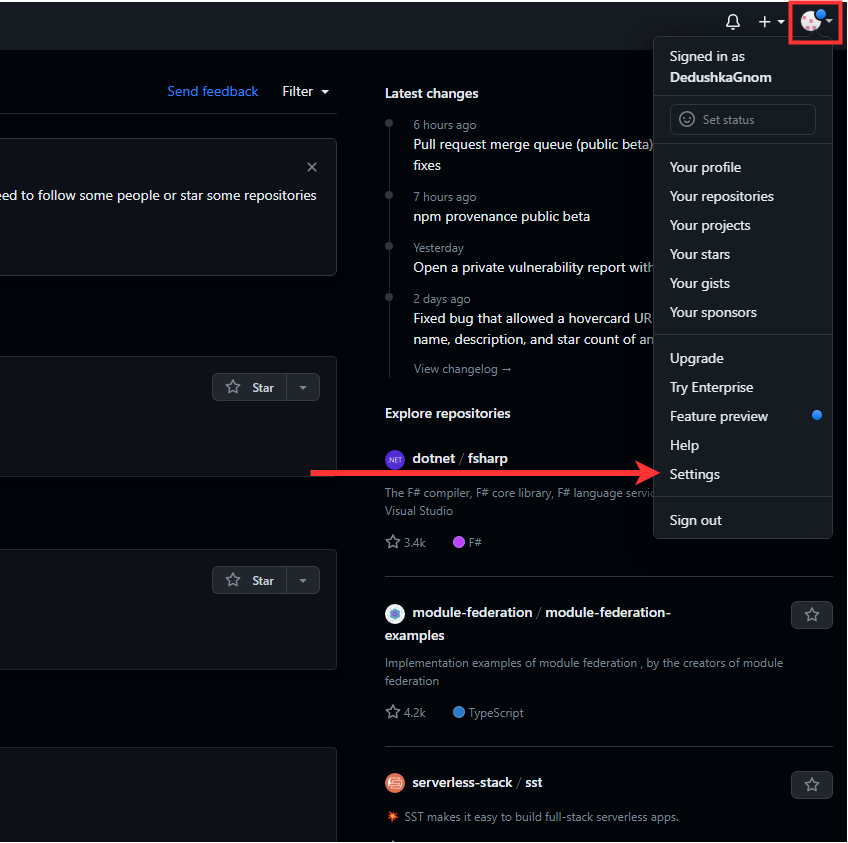 Send feedback
Filter
eed to follow some people or star some repositories
Star
Star
Latest changes
6 hours ago
Pull request merge queue (public beta)
fixes
7 hours ago
npm provenance public beta
Yesterday
Open a private vulnerability report with
2 days ago
Fixed bug that allowed a hovercard UR
name, description, and star count of an
View changelog →
Explore repositories
.NET
dotnet / fsharp
The F# compiler, F# core library, F# language servic
Visual Studio
3.4k
F#
module-federation / module-federation-
examples
Implementation examples of module federation , by the creators of module
federation
4.2k
TypeScript
serverless-stack / sst
SST makes it easy to build full-stack serverless apps.
Signed in as
DedushkaGnom
Set status
Your profile
Your repositories
Your projects
Your stars
Your gists
Your sponsors
Upgrade
Try Enterprise
Feature preview
Help
Settings
Sign out